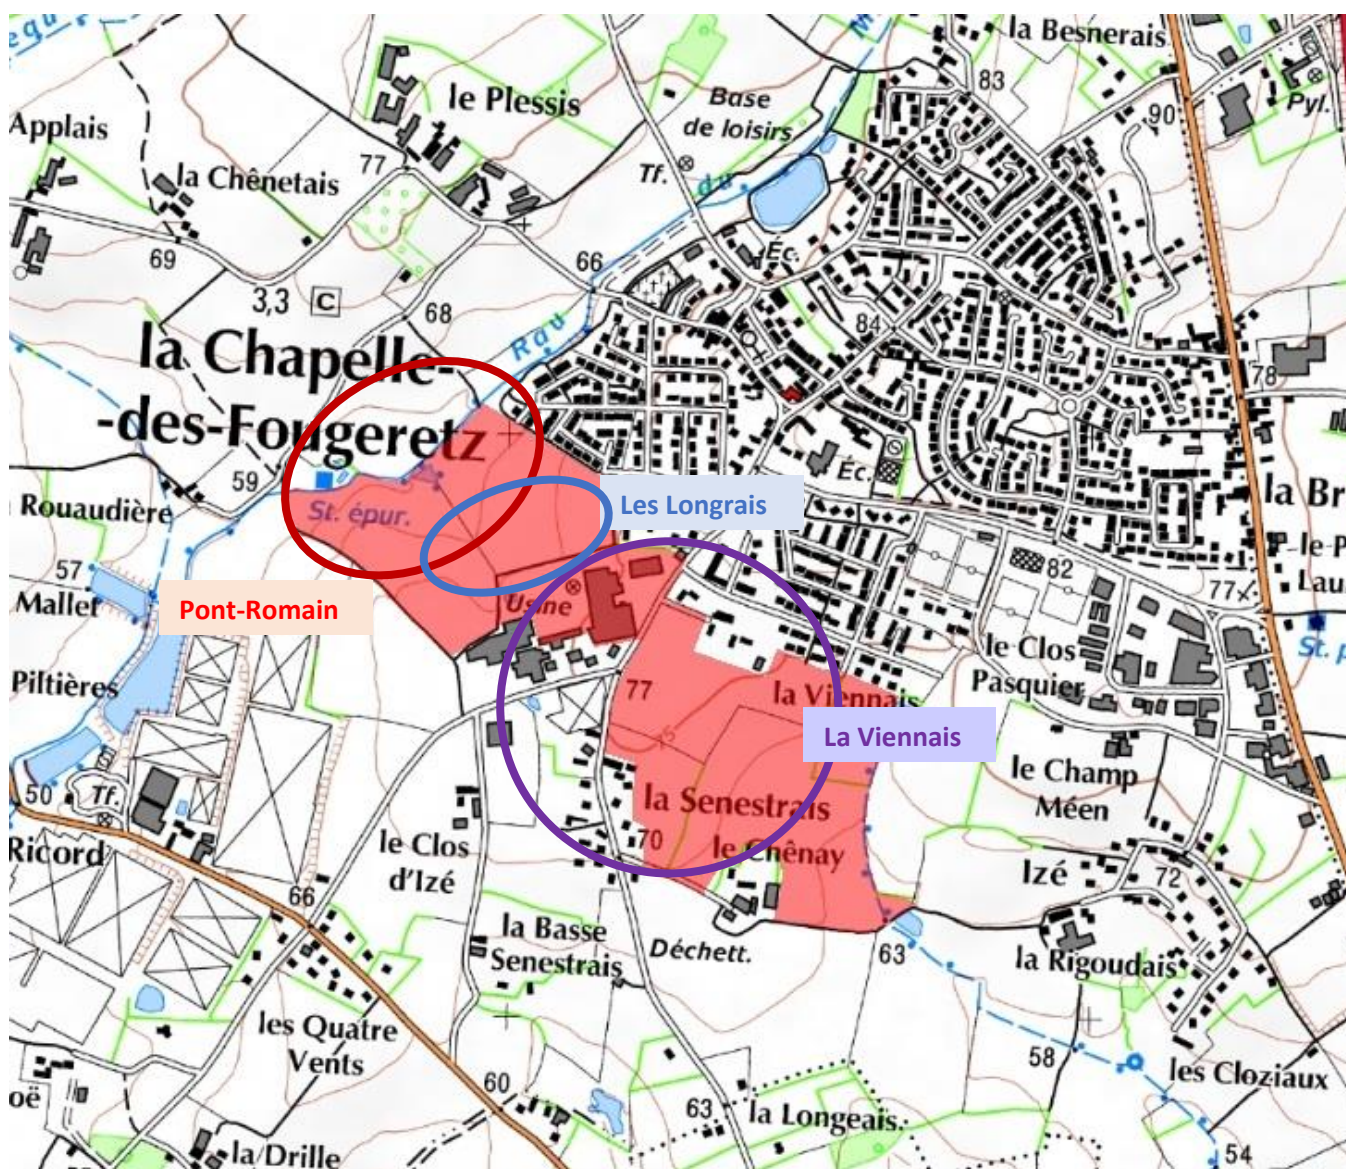 la Besnerais
83
le Plessis
Base
de loisirs
90
Pyl.
Applais
la Chênetais
77
Tf.
du
Éc.
69
66
3,3
C
68
Rau
84
la Chapelle-
-des-Fougeretz
78
59
Éc.
la Br
Rouaudière
St. épur.
Les Longrais
le P
Lau
57
Mallet
82
77
Pont-Romain
Usine
le Clos
Pasquier
St. p
Piltières
77
la Viennais
La Viennais
75
le Champ
Méen
50
Tf.
la Senestrais
70
le Chênay
Ricord
le Clos
d'Izé
Izé
72
66
la Basse
Senestrais
Déchett.
63
la Rigoudais
les Quatre
Vents
58
les Cloziaux
60
63
la Longeais
oë
la Drille
54